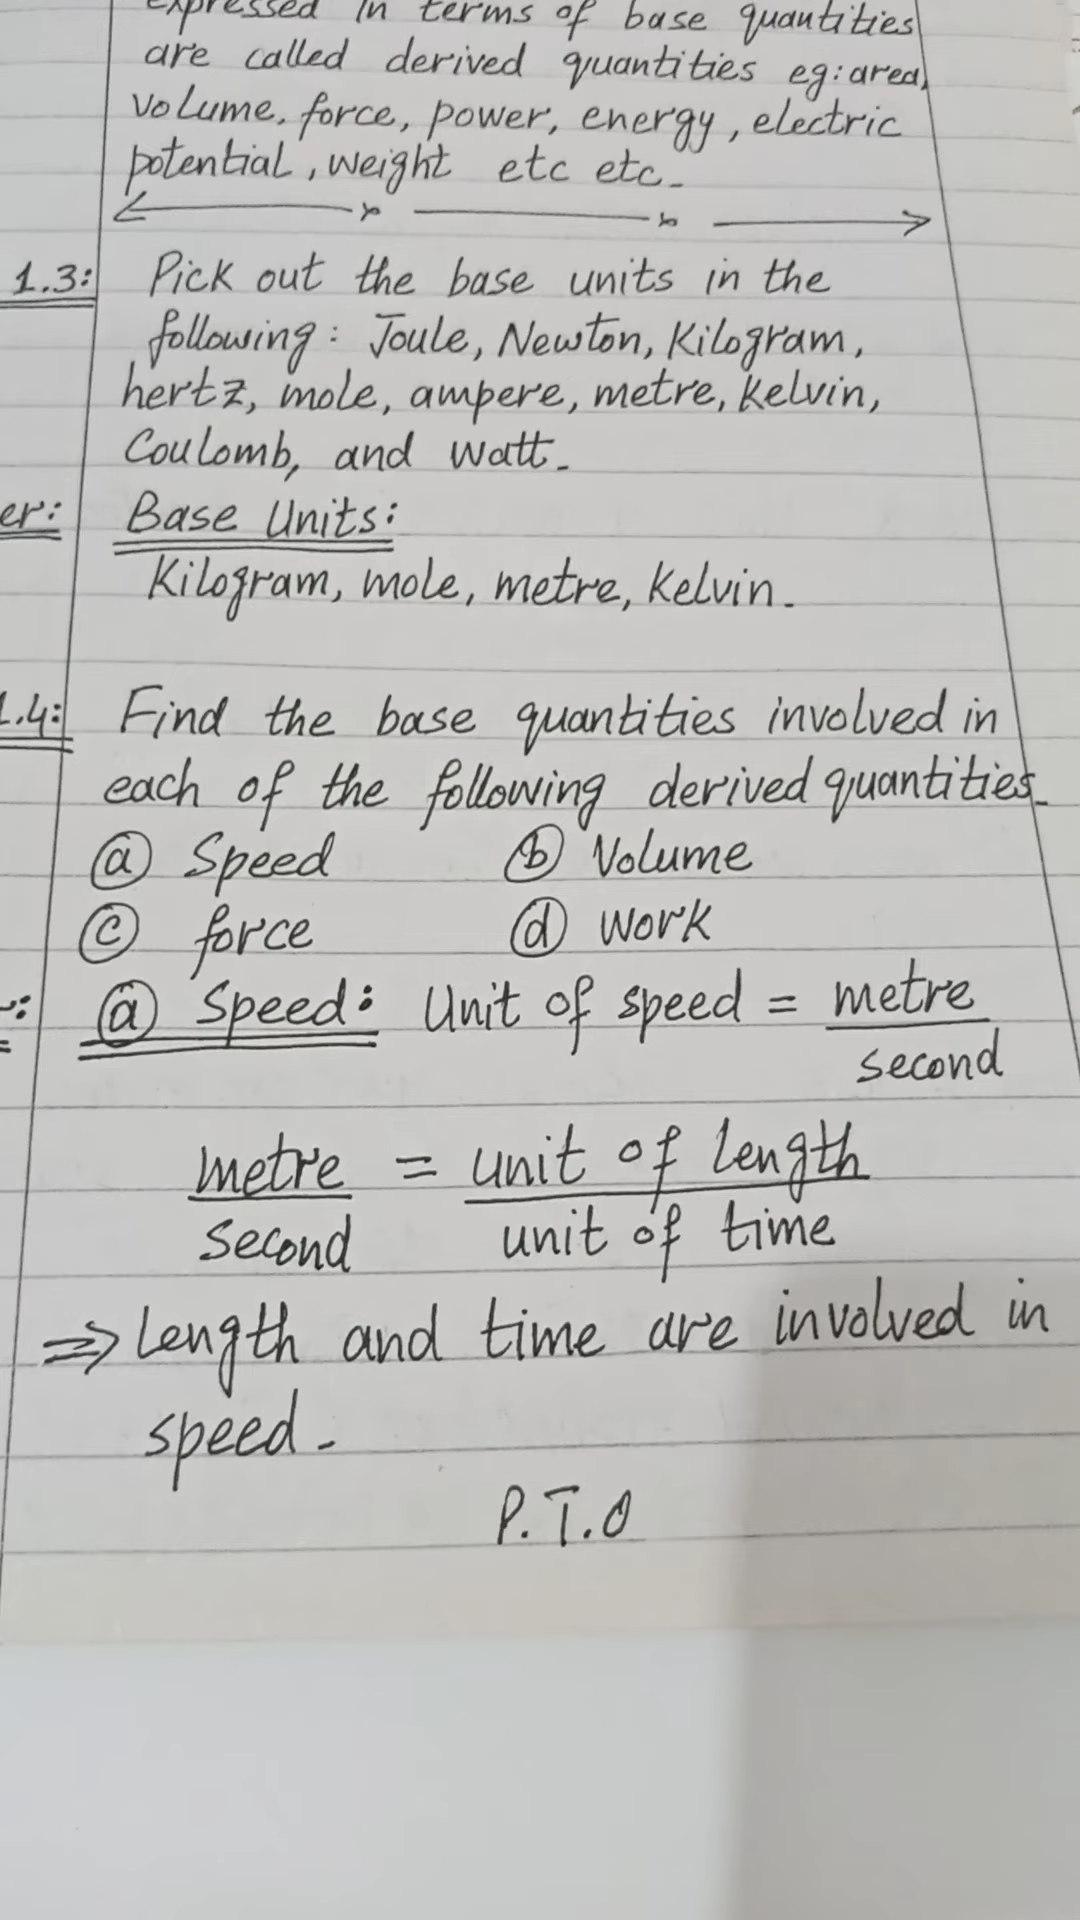 expressed in terms of base quantities
are called derived quantities eg: area,
volume, force, power, energy, electric
potential, weight etc etc.
1.3: Pick out the base units in the
following: Joule, Newton, Kilogram,
hertz, mole, ampere, metre, Kelvin,
Coulomb, and watt.
er: Base Units:
Kilogram, mole, metre, Kelvin.
1.4: Find the base quantities involved in
each of the following derived quantities.
(a) Speed (b) Volume
(c) force (d) work
(a) Speed: Unit of speed = metre
second
metre = unit of length
second unit of time
⇒ Length and time are involved in
speed.
P.T.O